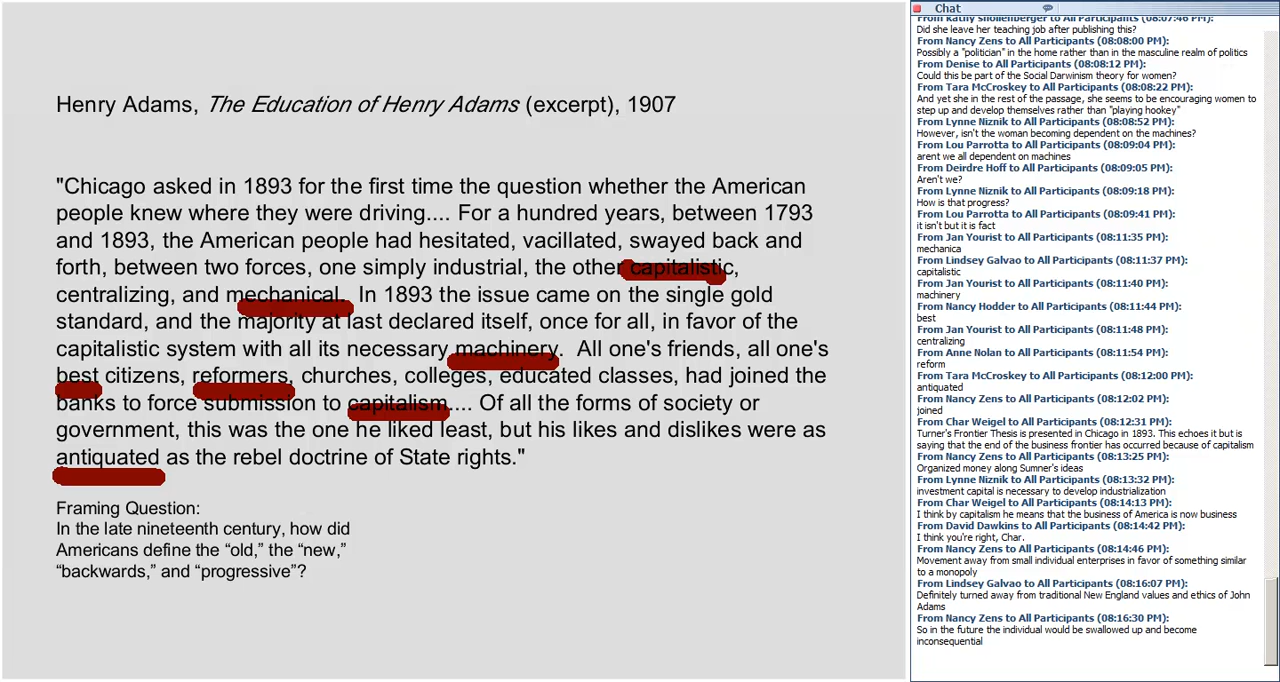 Henry Adams, The Education of Henry Adams (excerpt), 1907
"Chicago asked in 1893 for the first time the question whether the American
people knew where they were driving.... For a hundred years, between 1793
and 1893, the American people had hesitated, vacillated, swayed back and
forth, between two forces, one simply industrial, the other capitalistic,
centralizing, and mechanical. In 1893 the issue came on the single gold
standard, and the majority at last declared itself, once for all, in favor of the
capitalistic system with all its necessary machinery. All one's friends, all one's
best citizens, reformers, churches, colleges, educated classes, had joined the
banks to force submission to capitalism.... Of all the forms of society or
government, this was the one he liked least, but his likes and dislikes were as
antiquated as the rebel doctrine of State rights."
Framing Question:
In the late nineteenth century, how did
Americans define the “old,” the “new,”
“backwards,” and “progressive”?
Chat
From kathy shollenberger to All Participants (08:07:46 PM):
Did she leave her teaching job after publishing this?
From Nancy Zens to All Participants (08:08:00 PM):
Possibly a "politician" in the home rather than in the masculine realm of politics
From Denise to All Participants (08:08:12 PM):
Could this be part of the Social Darwinism theory for women?
From Tara McCroskey to All Participants (08:08:22 PM):
And yet she in the rest of the passage, she seems to be encouraging women to
step up and develop themselves rather than "playing hookey"
From Lynne Niznik to All Participants (08:08:52 PM):
However, isn't the woman becoming dependent on the machines?
From Lou Parrotta to All Participants (08:09:04 PM):
arent we all dependent on machines
From Deirdre Hoff to All Participants (08:09:05 PM):
Aren't we?
From Lynne Niznik to All Participants (08:09:18 PM):
How is that progress?
From Lou Parrotta to All Participants (08:09:41 PM):
it isn't but it is fact
From Jan Yourist to All Participants (08:11:35 PM):
mechanica
From Lindsey Galvao to All Participants (08:11:37 PM):
capitalistic
From Jan Yourist to All Participants (08:11:40 PM):
machinery
From Nancy Hodder to All Participants (08:11:44 PM):
best
From Jan Yourist to All Participants (08:11:48 PM):
centralizing
From Anne Nolan to All Participants (08:11:54 PM):
reform
From Tara McCroskey to All Participants (08:12:00 PM):
antiquated
From Nancy Zens to All Participants (08:12:02 PM):
joined
From Char Weigel to All Participants (08:12:31 PM):
Turner's Frontier Thesis is presented in Chicago in 1893. This echoes it but is
saying that the end of the business frontier has occurred because of capitalism
From Nancy Zens to All Participants (08:13:25 PM):
Organized money along Sumner's ideas
From Lynne Niznik to All Participants (08:13:32 PM):
investment capital is necessary to develop industrialization
From Char Weigel to All Participants (08:14:13 PM):
I think by capitalism he means that the business of America is now business
From David Dawkins to All Participants (08:14:42 PM):
I think you're right, Char.
From Nancy Zens to All Participants (08:14:46 PM):
Movement away from small individual enterprises in favor of something similar
to a monopoly
From Lindsey Galvao to All Participants (08:16:07 PM):
Definitely turned away from traditional New England values and ethics of John
Adams
From Nancy Zens to All Participants (08:16:30 PM):
So in the future the individual would be swallowed up and become
inconsequential